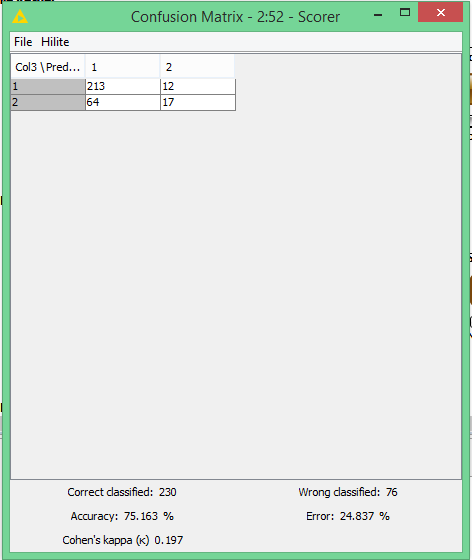 Confusion Matrix - 2:52 - Scorer
File Hilite
Col3 \ Pred... 1 2
1 213 12
2 64 17
Correct classified: 230 Wrong classified: 76
Accuracy: 75.163 % Error: 24.837 %
Cohen's kappa (κ) 0.197